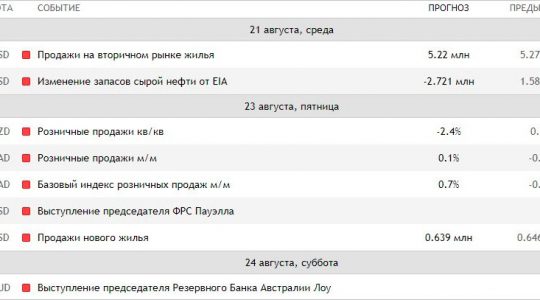 ОТА СОБЫТИЕ ПРОГНОЗ ПРЕДЫ
21 августа, среда
SD Продажи на вторичном рынке жилья 5.22 млн 5.27
SD Изменение запасов сырой нефти от EIA -2.721 млн 1.58
23 августа, пятница
ZD Розничные продажи кв/кв -2.4% 0.
AD Розничные продажи м/м 0.1% -0.
AD Базовый индекс розничных продаж м/м 0.7% -0.
SD Выступление председателя ФРС Пауэлла
SD Продажи нового жилья 0.639 млн 0.646
24 августа, суббота
UD Выступление председателя Резервного Банка Австралии Лоу